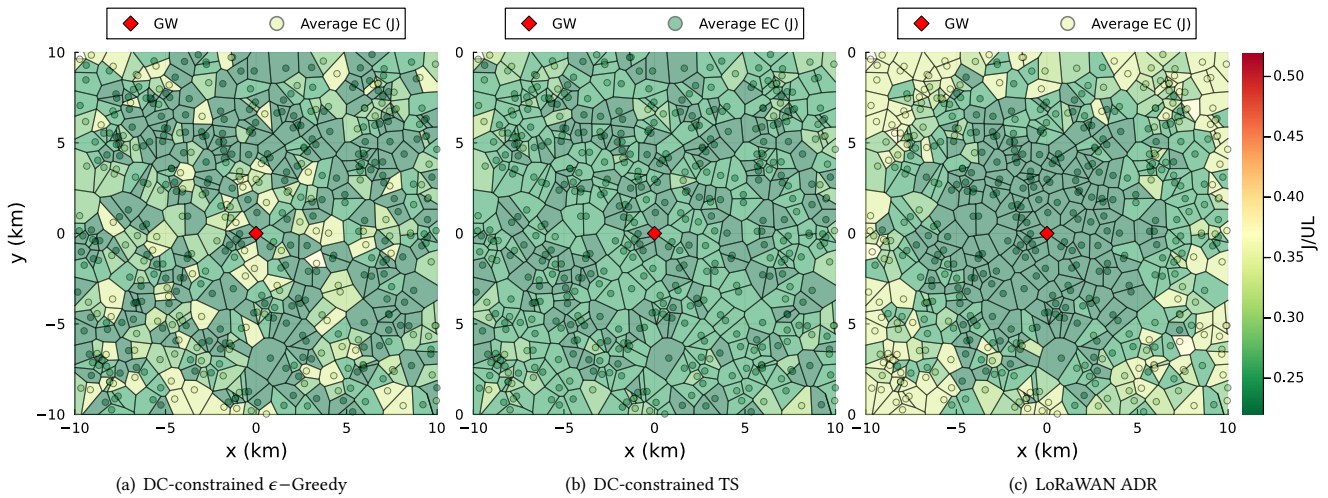 GW Average EC (J) GW Average EC (J) GW Average EC (J)
10 0 0
5 5 5
0 0 0
−5 5 5
−10 0 0
y (km)
−10 −5 0 5 10 −10 −5 0 5 10 −10 −5 0 5 10
x (km) x (km) x (km)
0.50
0.45
0.40
0.35
0.30
0.25
J/UL
(a) DC-constrained ϵ−Greedy (b) DC-constrained TS (c) LoRaWAN ADR